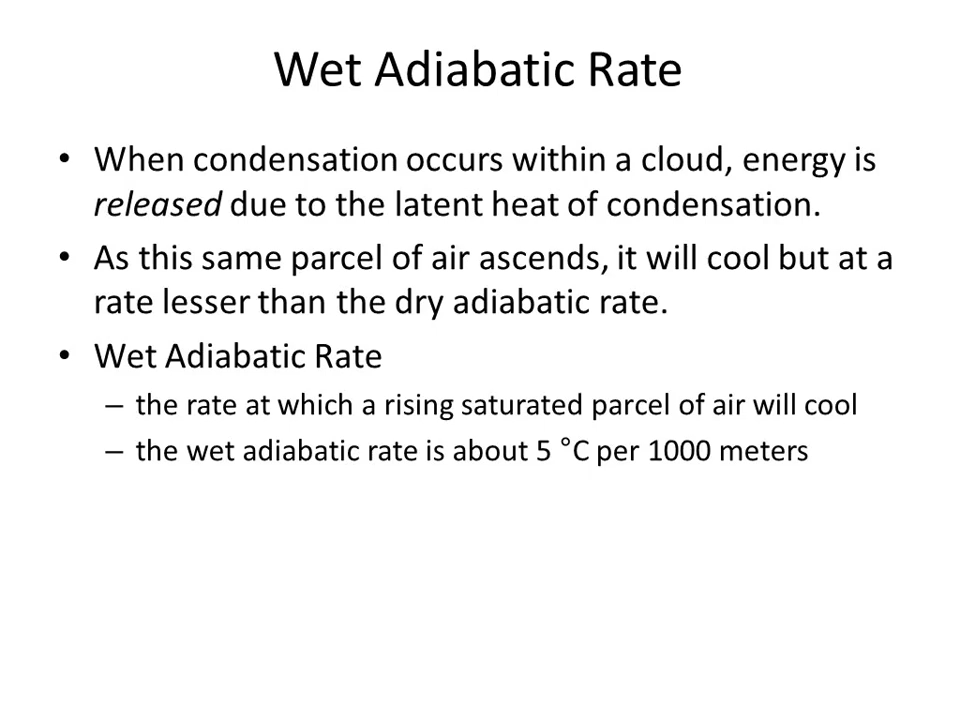 Wet Adiabatic Rate
• When condensation occurs within a cloud, energy is
released due to the latent heat of condensation.
• As this same parcel of air ascends, it will cool but at a
rate lesser than the dry adiabatic rate.
• Wet Adiabatic Rate
– the rate at which a rising saturated parcel of air will cool
– the wet adiabatic rate is about 5 °C per 1000 meters